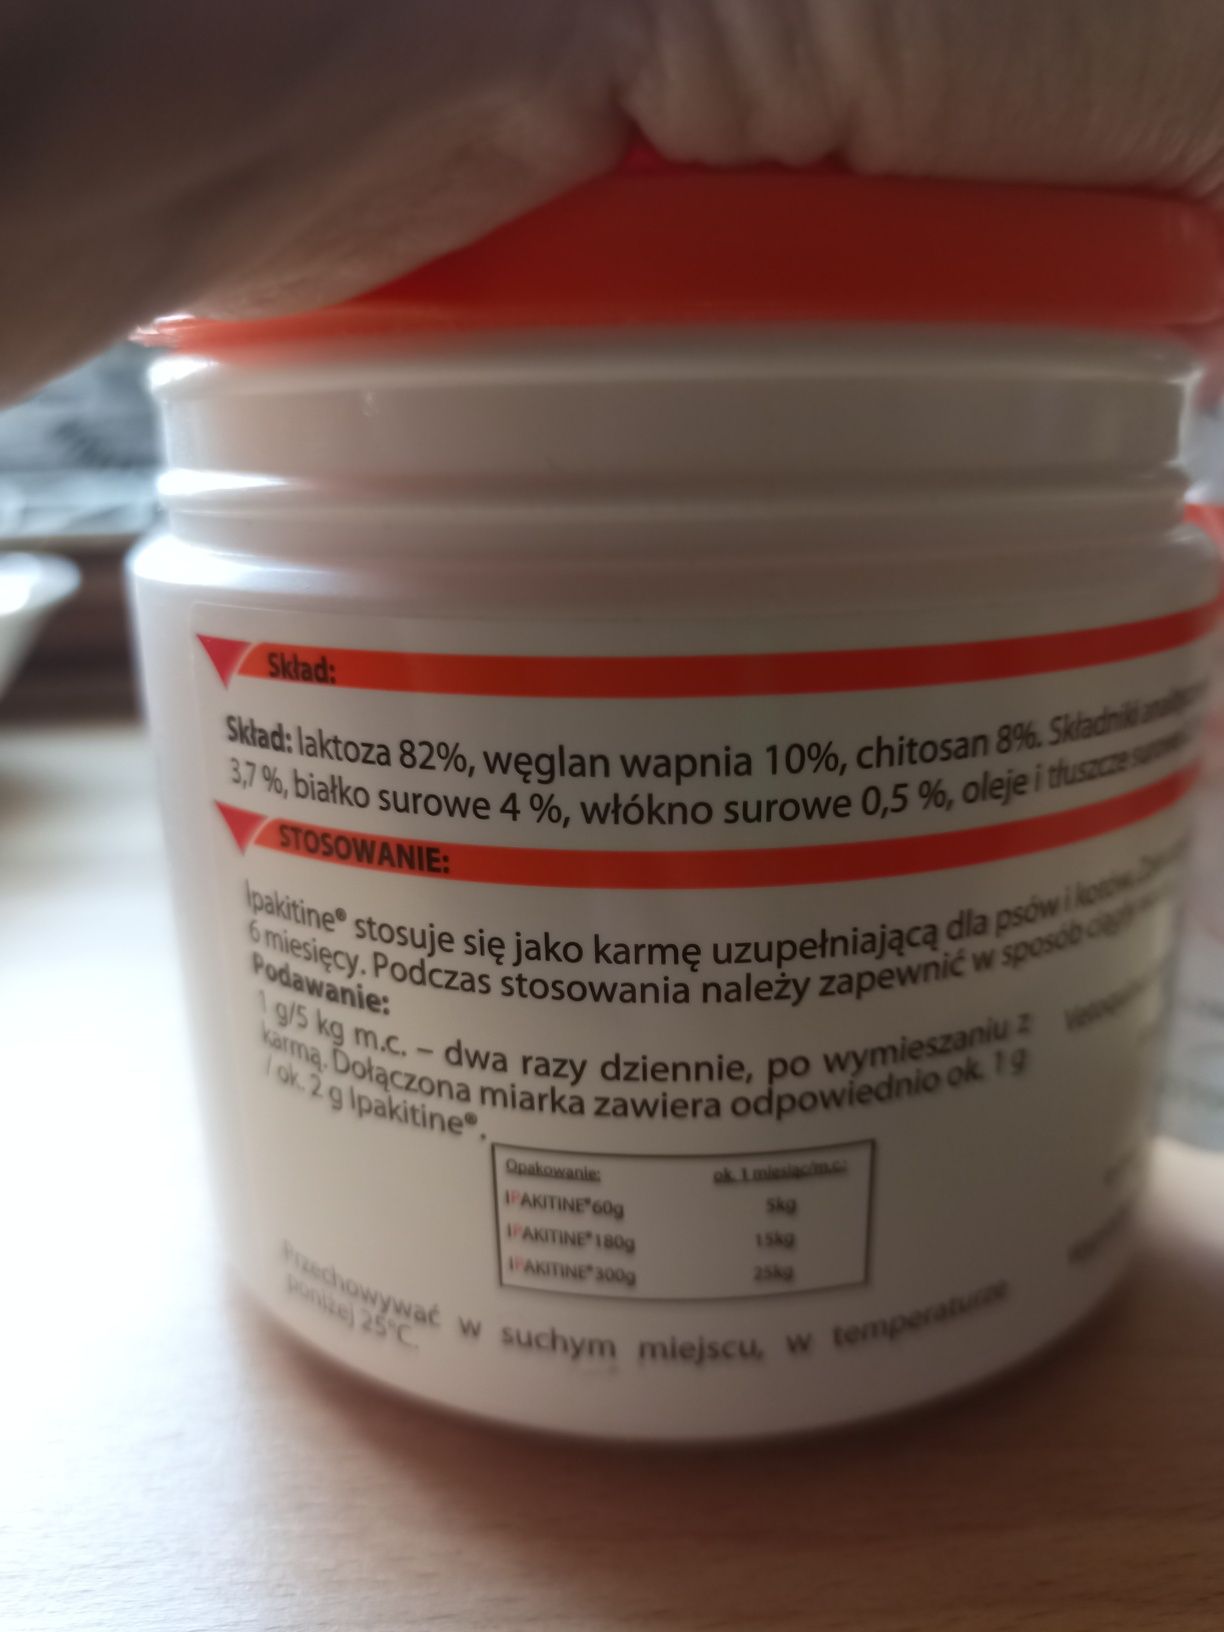 Skład:
Skład: laktoza 82%, węglan wapnia 10%, chitosan 8%. Składniki
3,7 %, białko surowe 4 %, włókno surowe 0,5 %, oleje i tłuszcze
STOSOWANIE:
Ipakitine® stosuje się jako karmę uzupełniającą dla psów i kotów.
6 miesięcy. Podczas stosowania należy zapewnić w sposób ciągły
Podawanie:
1 g/5 kg m.c. – dwa razy dziennie, po wymieszaniu z
karmą. Dołączona miarka zawiera odpowiednio ok. 1 g
/ ok. 2 g Ipakitine®.
Opakowanie: ok. 1 miesiąc/m.c.:
IPAKITINE® 60g 5kg
IPAKITINE® 180g 15kg
IPAKITINE® 300g 25kg
Przechowywać w suchym miejscu, w temperaturze
poniżej 25°C.